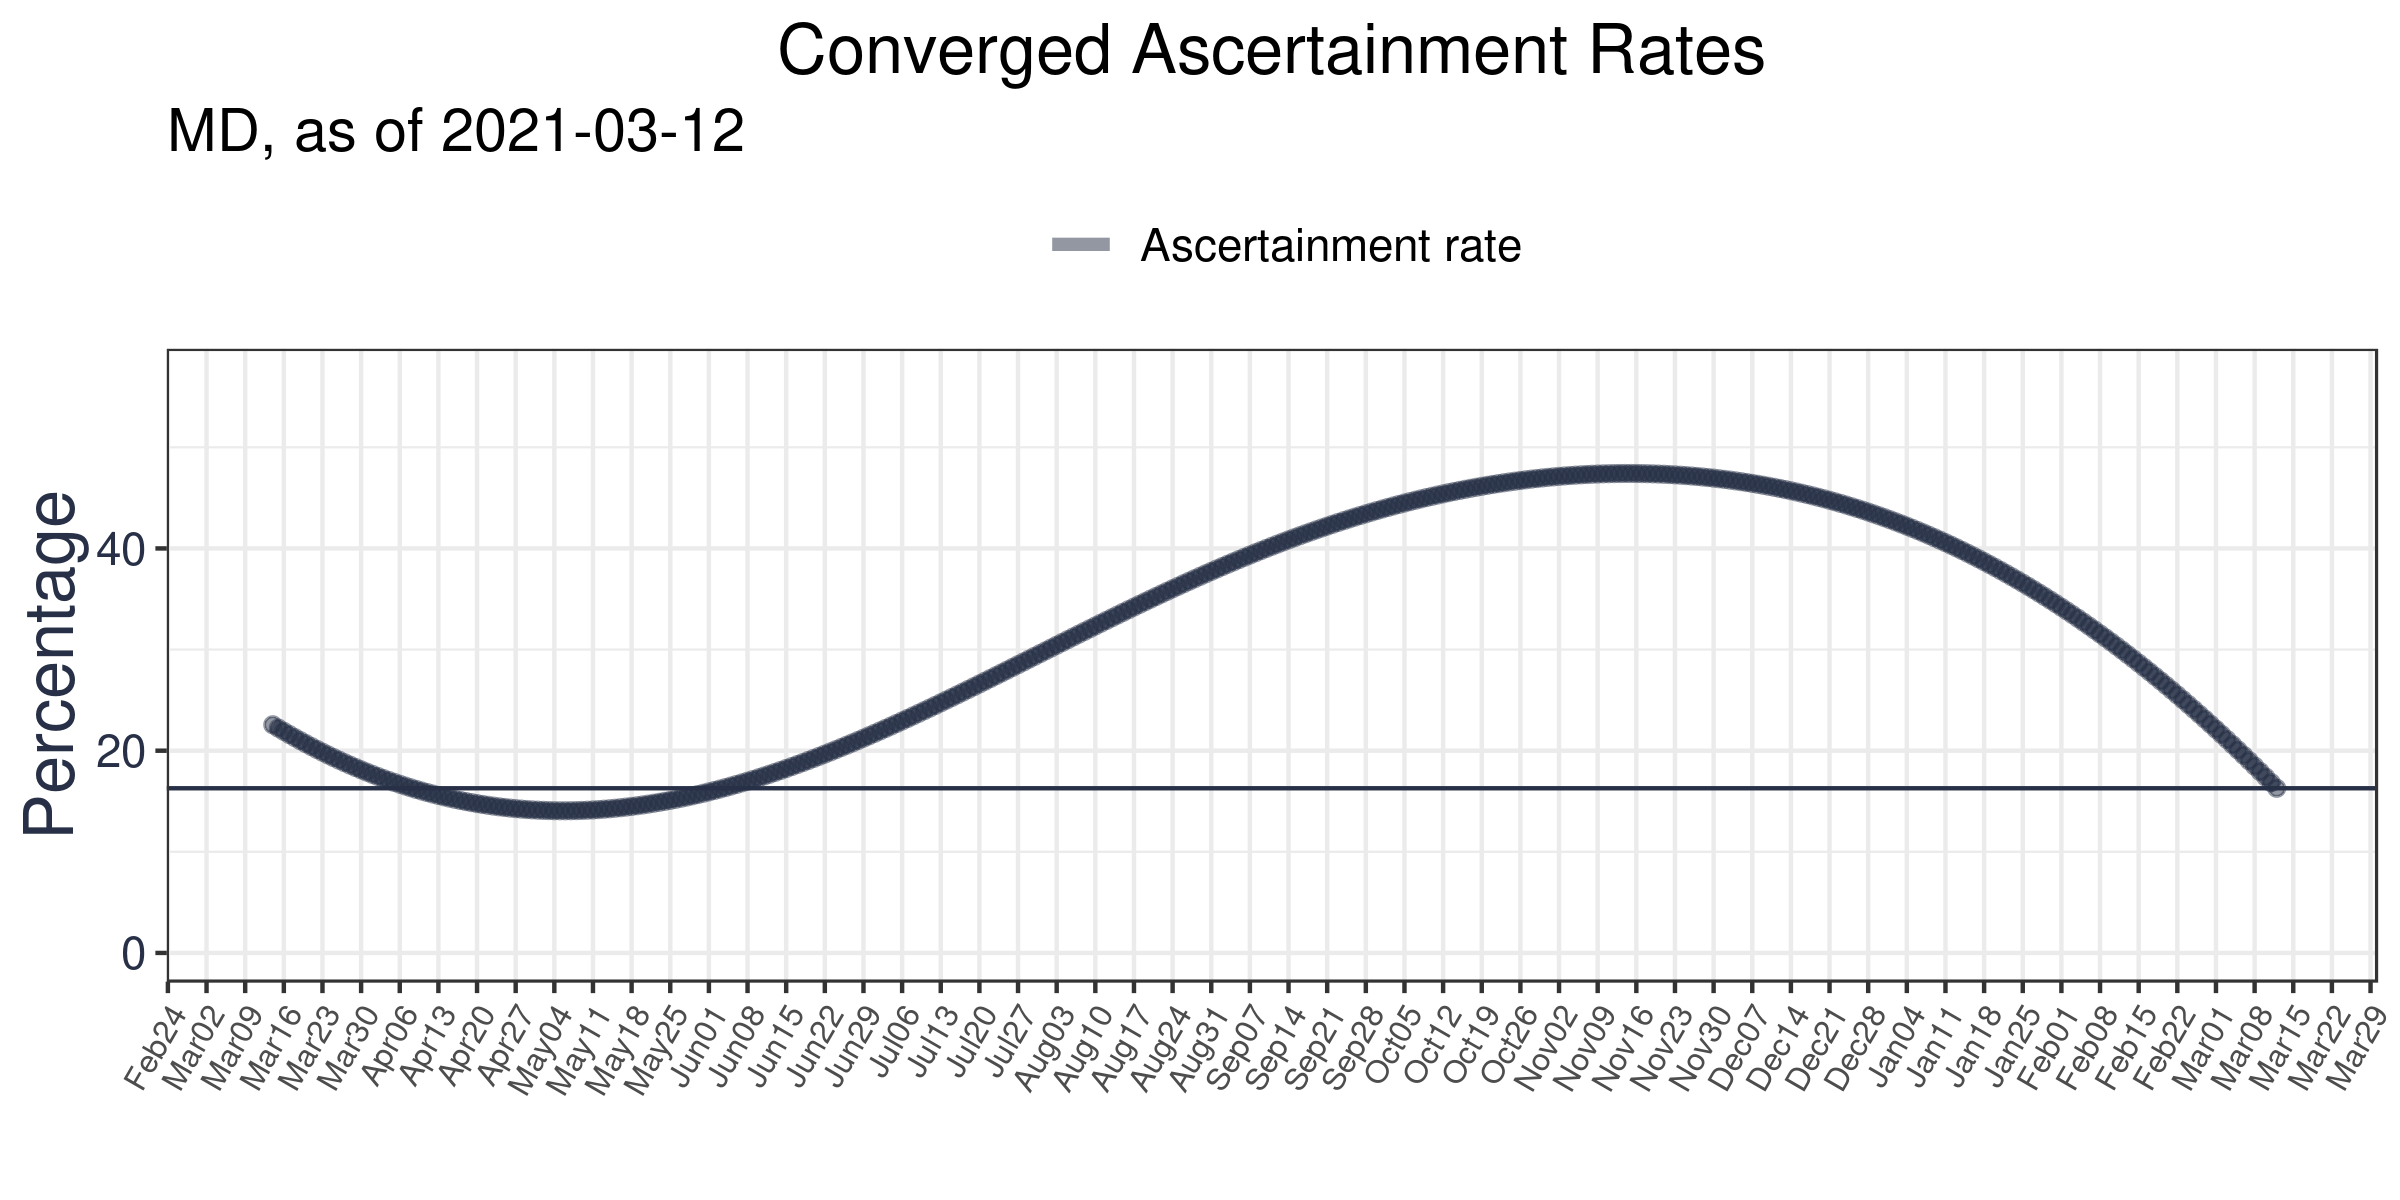 Converged Ascertainment Rates
MD, as of 2021-03-12
Ascertainment rate
Percentage
40
20
0
Feb24 Mar02 Mar09 Mar16 Mar23 Mar30 Apr06 Apr13 Apr20 Apr27 May04 May11 May18 May25 Jun01 Jun08 Jun15 Jun22 Jun29 Jul06 Jul13 Jul20 Jul27 Aug03 Aug10 Aug17 Aug24 Aug31 Sep07 Sep14 Sep21 Sep28 Oct05 Oct12 Oct19 Oct26 Nov02 Nov09 Nov16 Nov23 Nov30 Dec07 Dec14 Dec21 Dec28 Jan04 Jan11 Jan18 Jan25 Feb01 Feb08 Feb15 Feb22 Mar01 Mar08 Mar15 Mar22 Mar29